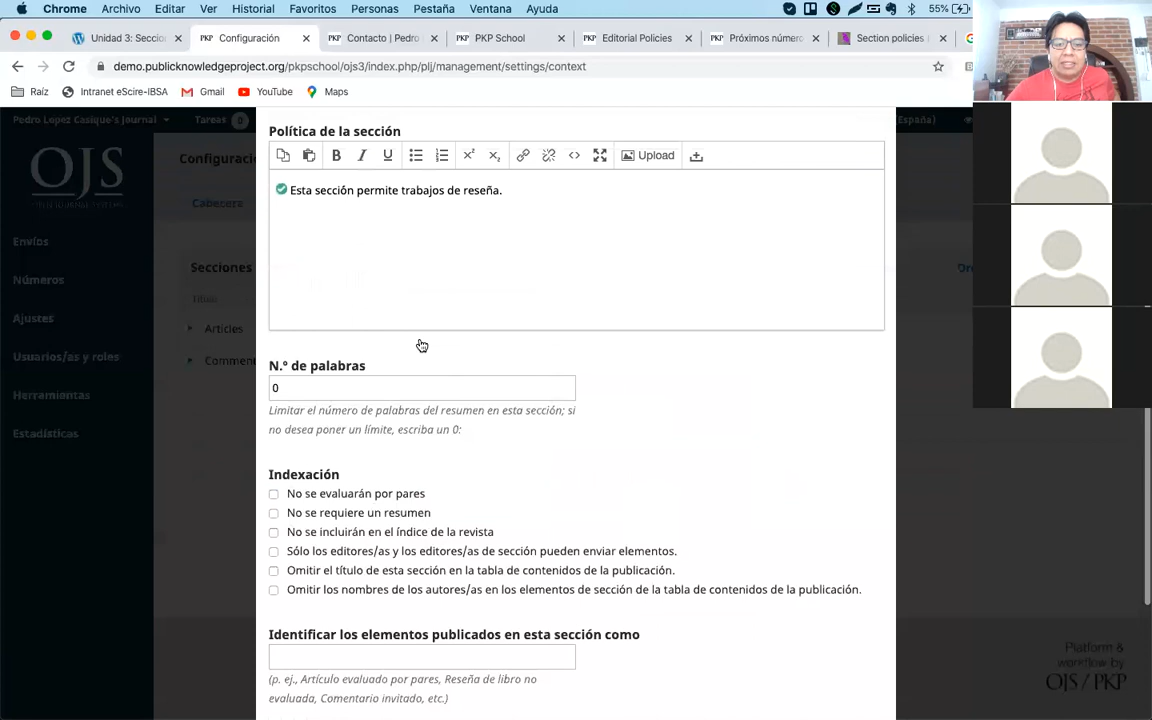 Chrome Archivo Editar Ver Historial Favoritos Personas Pestaña Ventana Ayuda 55%
Unidad 3: Secció Configuración Contacto | Pedro PKP School Editorial Policies Próximos número Section policies
demo.publicknowledgeproject.org/pkpschool/ojs3/index.php/plj/management/settings/context
Raíz Intranet eScire-IBSA Gmail YouTube Maps
Pedro Lopez Casique's Journal Tareas 0 España)
OJS
Configuració
Cabecera
Envíos
Números
Ajustes
Usuarios/as y roles
Herramientas
Estadísticas
Secciones
Título
Articles
Comment
Política de la sección
B I U Upload
Esta sección permite trabajos de reseña.
N.º de palabras
0
Limitar el número de palabras del resumen en esta sección; si
no desea poner un límite, escriba un 0:
Indexación
No se evaluarán por pares
No se requiere un resumen
No se incluirán en el índice de la revista
Sólo los editores/as y los editores/as de sección pueden enviar elementos.
Omitir el título de esta sección en la tabla de contenidos de la publicación.
Omitir los nombres de los autores/as en los elementos de sección de la tabla de contenidos de la publicación.
Identificar los elementos publicados en esta sección como
(p. ej., Artículo evaluado por pares, Reseña de libro no
evaluada, Comentario invitado, etc.)
Platform &
workflow by
OJS / PKP